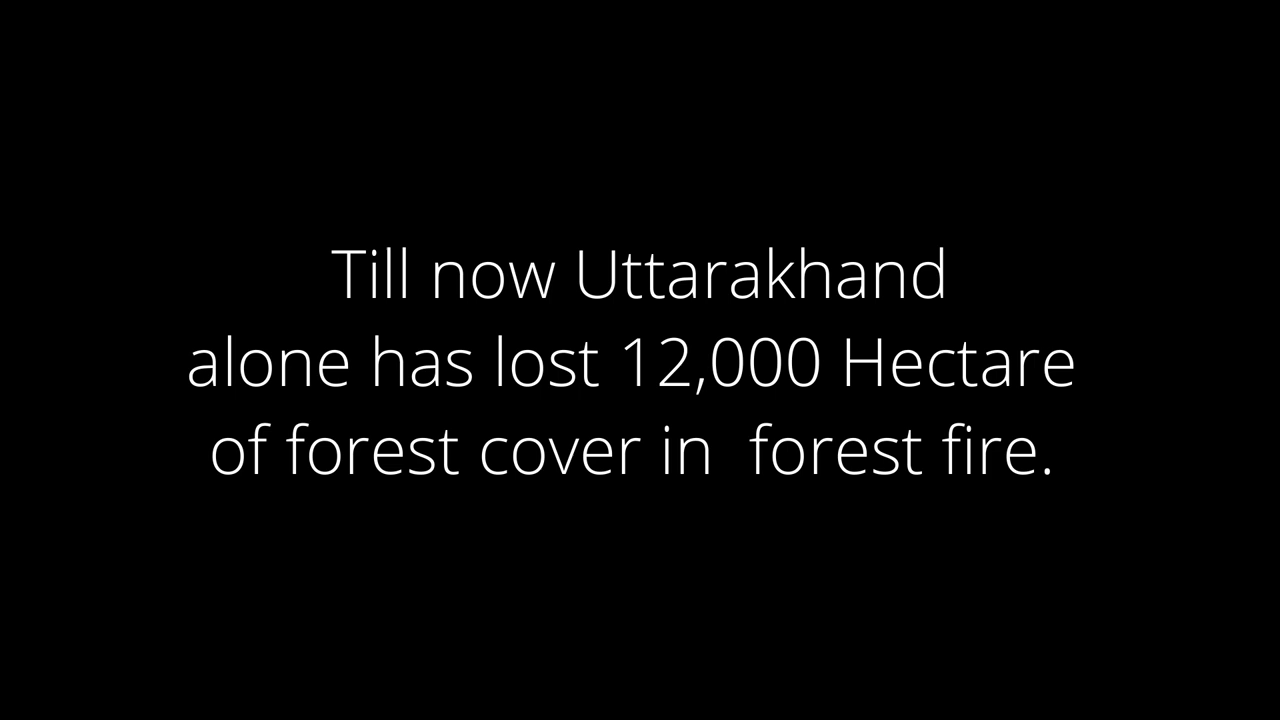 Till now Uttarakhand
alone has lost 12,000 Hectare
of forest cover in  forest fire.